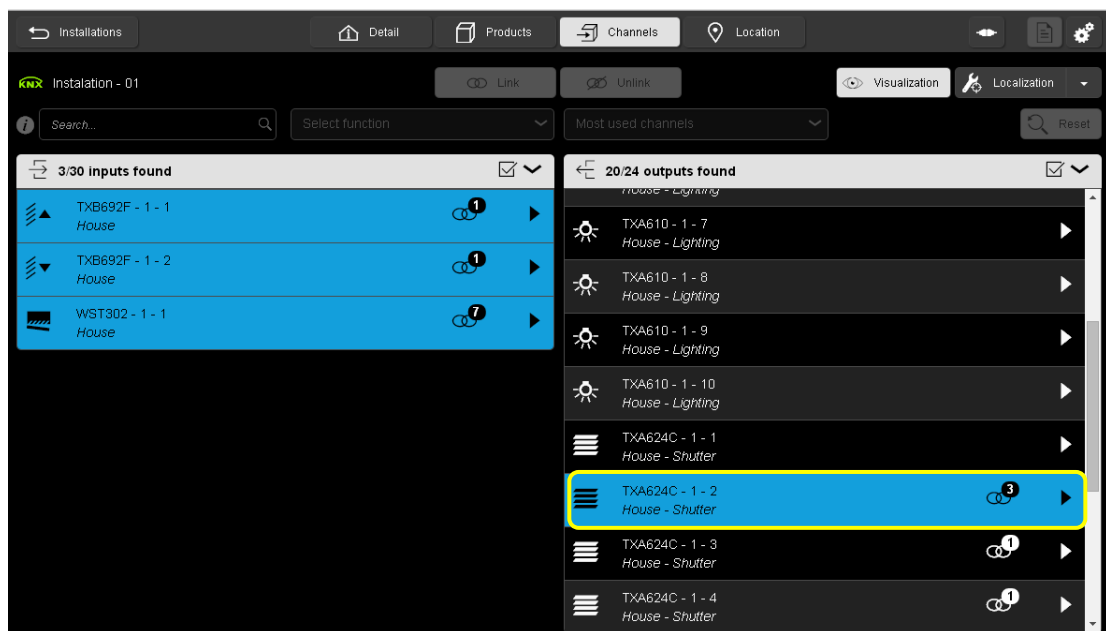 Installations
Detail
Products
Channels
Location
KNX Instalation - 01
Link
Unlink
Visualization
Localization
i
Search...
Select function
Most used channels
Reset
3/30 inputs found
TXB692F - 1 - 1
1
House
TXB692F - 1 - 2
1
House
WST302 - 1 - 1
7
House
20/24 outputs found
House - Lighting
TXA610 - 1 - 7
House - Lighting
TXA610 - 1 - 8
House - Lighting
TXA610 - 1 - 9
House - Lighting
TXA610 - 1 - 10
House - Lighting
TXA624C - 1 - 1
House - Shutter
TXA624C - 1 - 2
3
House - Shutter
TXA624C - 1 - 3
1
House - Shutter
TXA624C - 1 - 4
1
House - Shutter